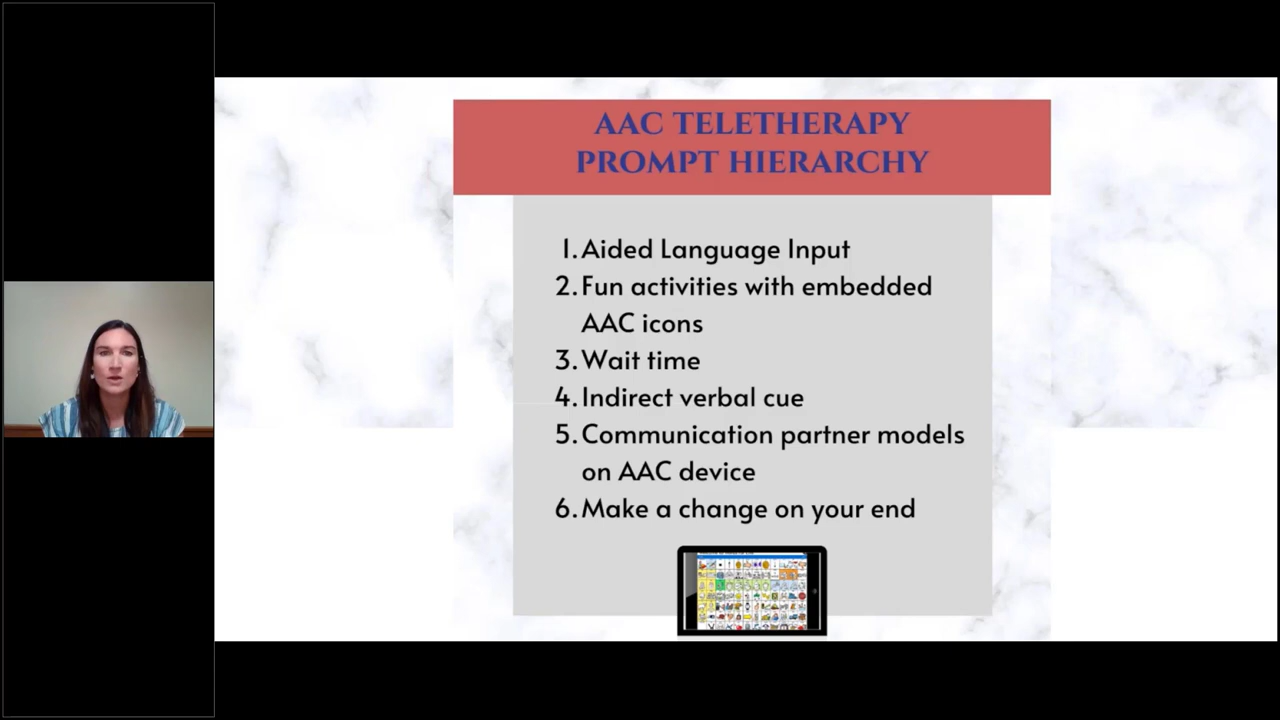 AAC TELETHERAPY
PROMPT HIERARCHY
1. Aided Language Input
2. Fun activities with embedded
AAC icons
3. Wait time
4. Indirect verbal cue
5. Communication partner models
on AAC device
6. Make a change on your end